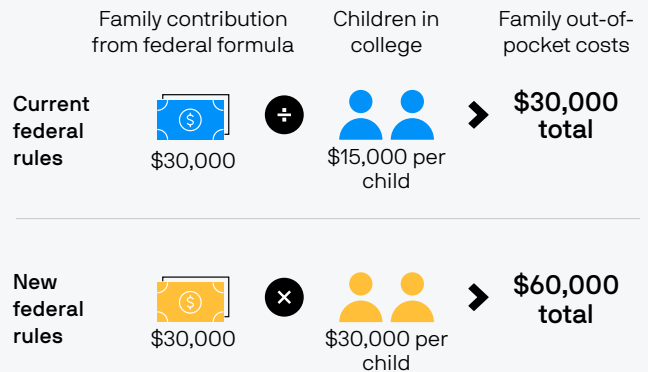 Family contribution
from federal formula
Children in
college
Family out-of-
pocket costs
Current
federal
rules
$
÷
$30,000
$15,000 per
child
$30,000
total
New
federal
rules
$
×
$30,000
$30,000 per
child
$60,000
total